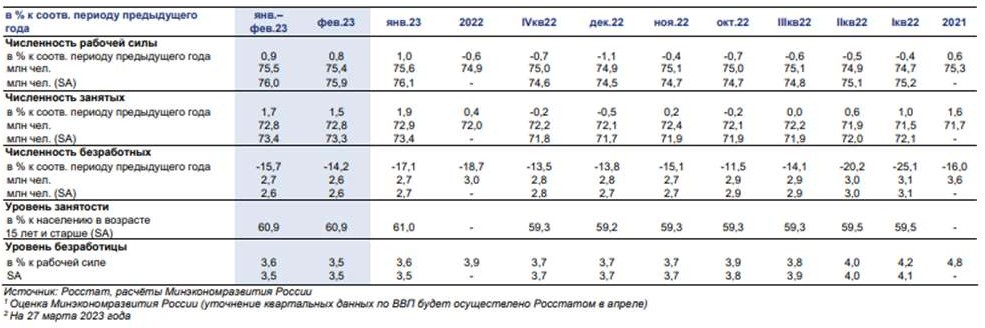 в % к соотв. периоду предыдущего года янв.–фев.23 фев.23 янв.23 2022 IVкв22 дек.22 ноя.22 окт.22 IIIкв22 IIкв22 Iкв22 2021
Численность рабочей силы
в % к соотв. периоду предыдущего года 0,9 0,8 1,0 -0,6 -0,7 -1,1 -0,4 -0,7 -0,6 -0,5 -0,4 0,6
млн чел. 75,5 75,4 75,6 74,9 75,0 74,9 75,1 75,0 75,1 74,9 74,7 75,3
млн чел. (SA) 76,0 75,9 76,1 - 74,6 74,5 74,7 74,7 74,8 75,1 75,2 -
Численность занятых
в % к соотв. периоду предыдущего года 1,7 1,5 1,9 0,4 -0,2 -0,5 0,2 -0,2 0,0 0,6 1,0 1,6
млн чел. 72,8 72,8 72,9 72,0 72,2 72,1 72,4 72,1 72,2 71,9 71,5 71,7
млн чел. (SA) 73,4 73,3 73,4 - 71,8 71,7 71,9 71,9 71,9 72,0 72,1 -
Численность безработных
в % к соотв. периоду предыдущего года -15,7 -14,2 -17,1 -18,7 -13,5 -13,8 -15,1 -11,5 -14,1 -20,2 -25,1 -16,0
млн чел. 2,7 2,6 2,7 3,0 2,8 2,8 2,7 2,9 2,9 3,0 3,1 3,6
млн чел. (SA) 2,6 2,6 2,7 - 2,8 2,7 2,7 2,9 2,9 3,0 3,1 -
Уровень занятости
в % к населению в возрасте
15 лет и старше (SA) 60,9 60,9 61,0 - 59,3 59,2 59,3 59,3 59,3 59,5 59,5 -
Уровень безработицы
в % к рабочей силе 3,6 3,5 3,6 3,9 3,7 3,7 3,7 3,9 3,8 4,0 4,2 4,8
SA 3,5 3,5 3,5 - 3,7 3,7 3,7 3,8 3,9 4,0 4,1 -
Источник: Росстат, расчёты Минэкономразвития России
1 Оценка Минэкономразвития России (уточнение квартальных данных по ВВП будет осуществлено Росстатом в апреле)
2 На 27 марта 2023 года